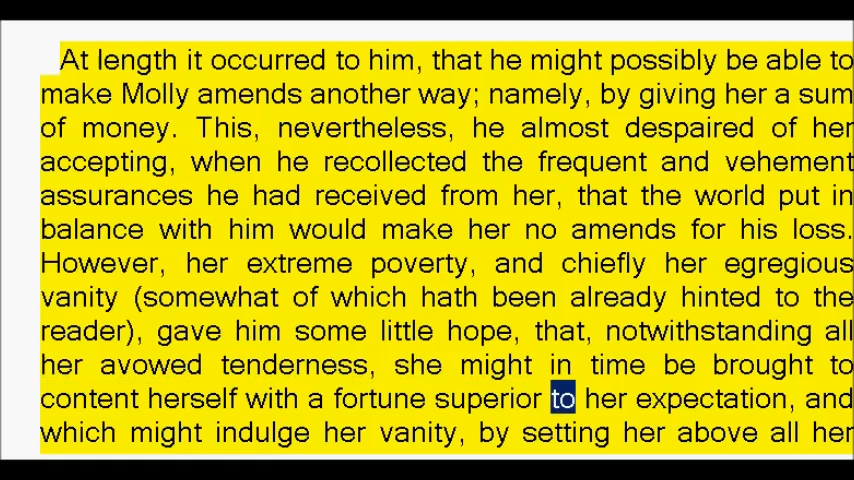 At length it occurred to him, that he might possibly be able to
make Molly amends another way; namely, by giving her a sum
of money. This, nevertheless, he almost despaired of her
accepting, when he recollected the frequent and vehement
assurances he had received from her, that the world put in
balance with him would make her no amends for his loss.
However, her extreme poverty, and chiefly her egregious
vanity (somewhat of which hath been already hinted to the
reader), gave him some little hope, that, notwithstanding all
her avowed tenderness, she might in time be brought to
content herself with a fortune superior to her expectation, and
which might indulge her vanity, by setting her above all her